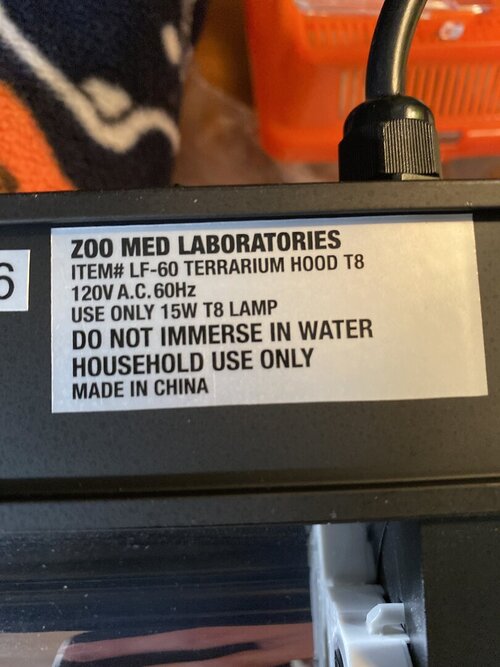 ZOO MED LABORATORIES
ITEM# LF-60 TERRARIUM HOOD T8
120V A.C.60Hz
USE ONLY 15W T8 LAMP
DO NOT IMMERSE IN WATER
HOUSEHOLD USE ONLY
MADE IN CHINA
6